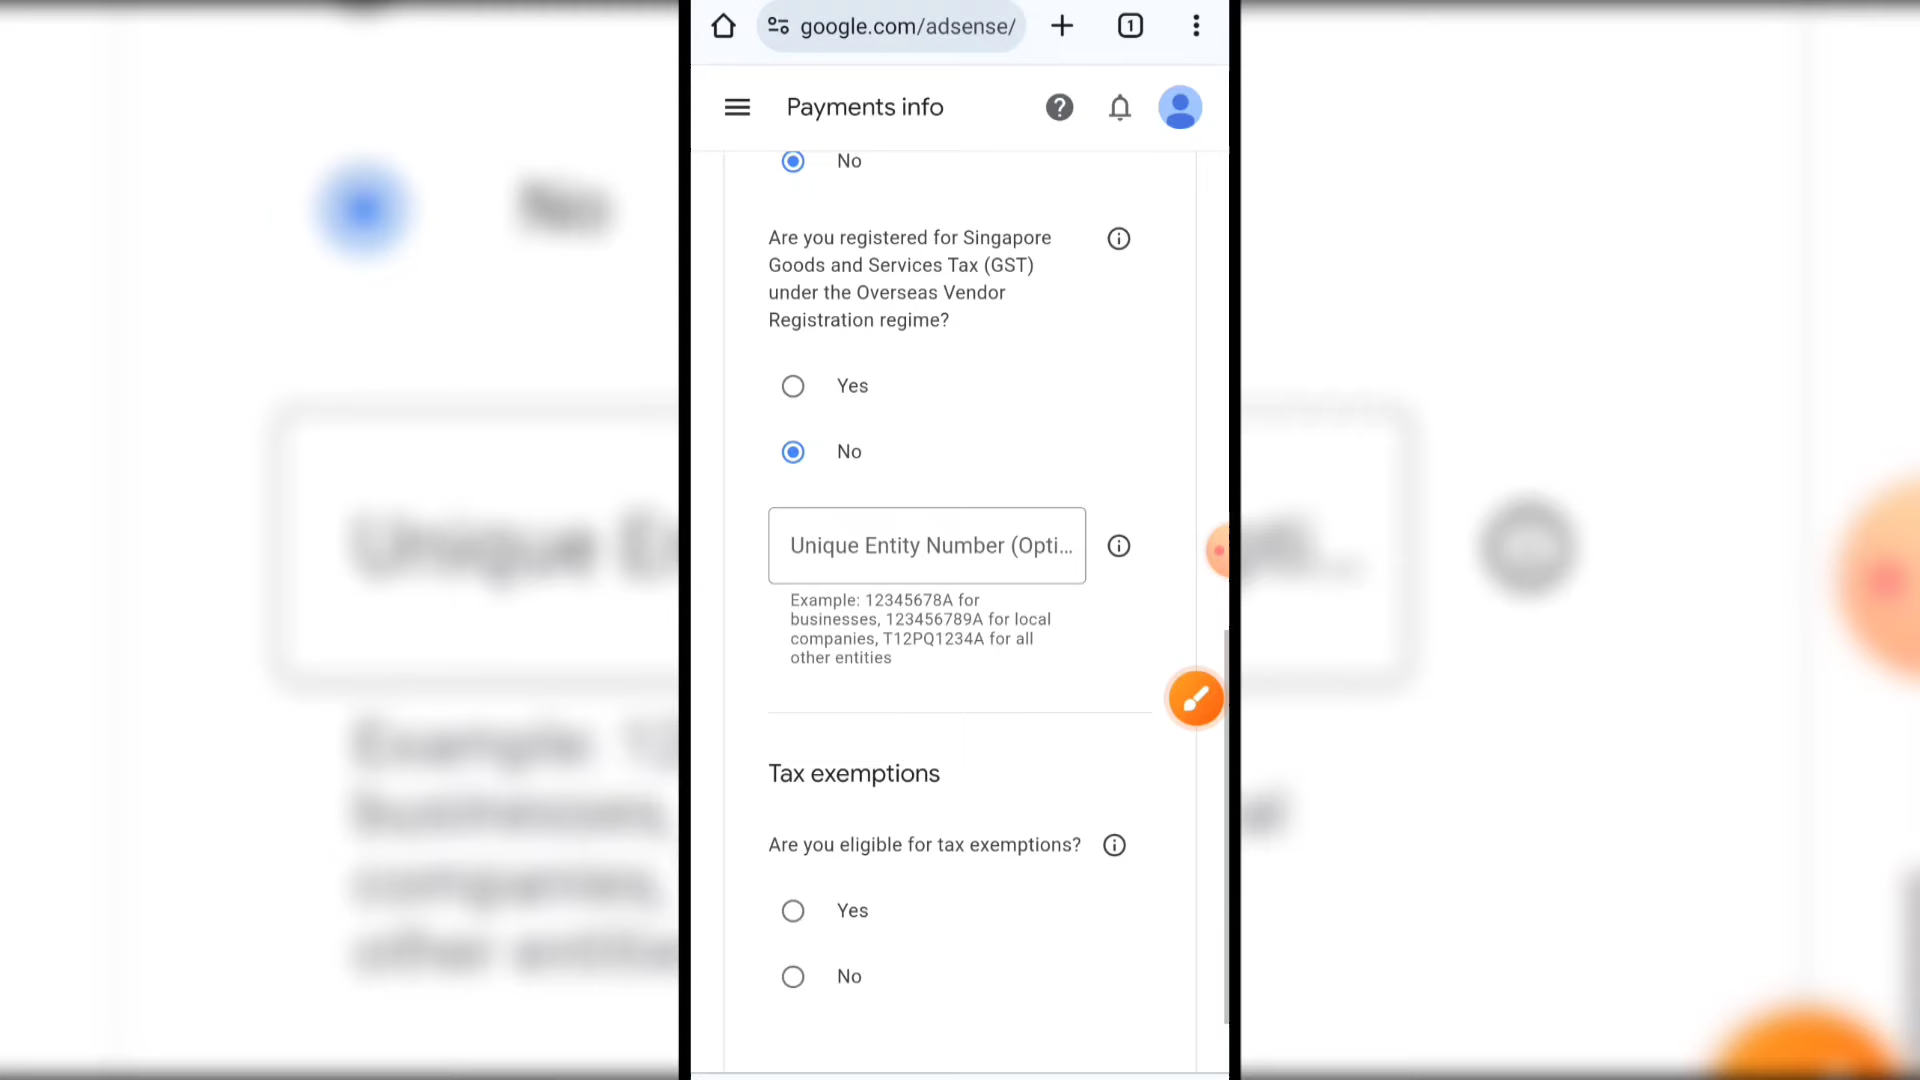 google.com/adsense/
1
Payments info
No
Are you registered for Singapore
Goods and Services Tax (GST)
under the Overseas Vendor
Registration regime?
Yes
No
Unique Entity Number (Opti...
Example: 12345678A for
businesses, 123456789A for local
companies, T12PQ1234A for all
other entities
Tax exemptions
Are you eligible for tax exemptions?
Yes
No